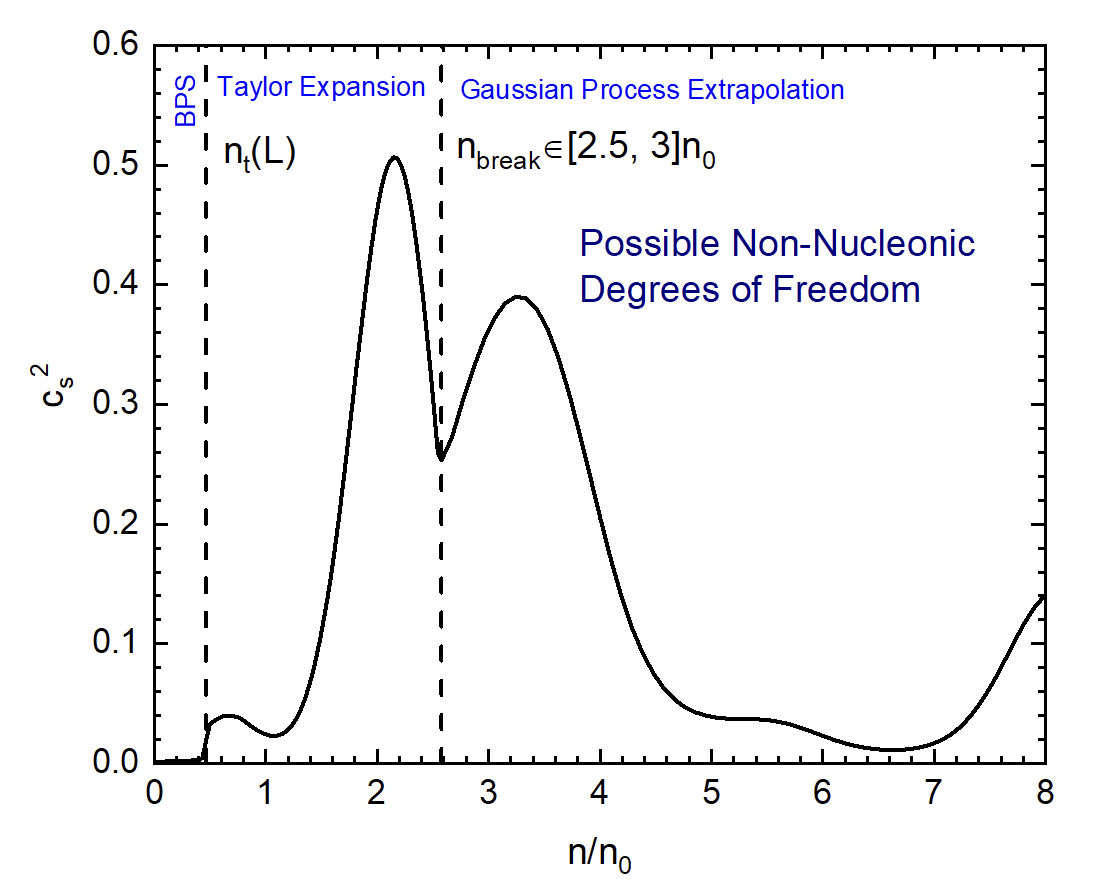 0.6
0.5
0.4
0.3
0.2
0.1
0.0
c_s^2
BPS
Taylor Expansion
Gaussian Process Extrapolation
n_t(L)
n_break∈[2.5, 3]n_0
Possible Non-Nucleonic
Degrees of Freedom
0 1 2 3 4 5 6 7 8
n/n_0